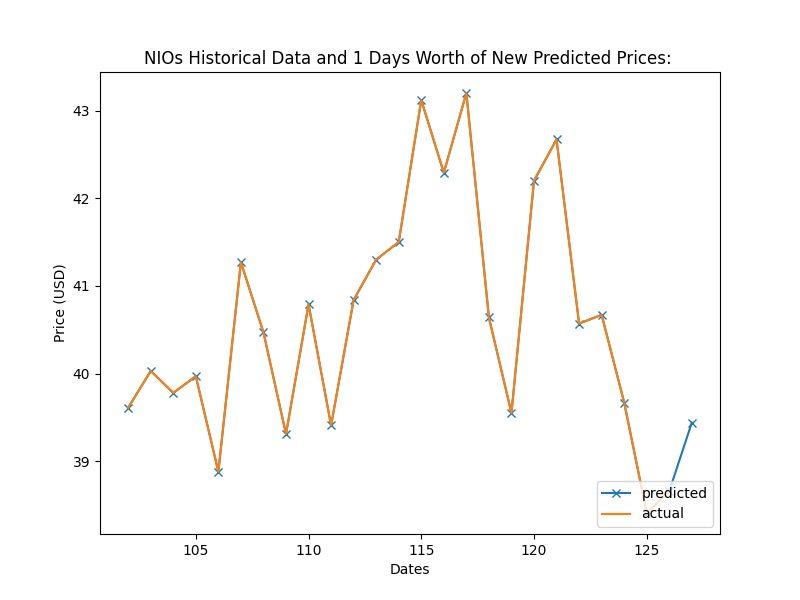 NIOs Historical Data and 1 Days Worth of New Predicted Prices:
43
42
41
40
39
Price (USD)
predicted
actual
105 110 115 120 125
Dates